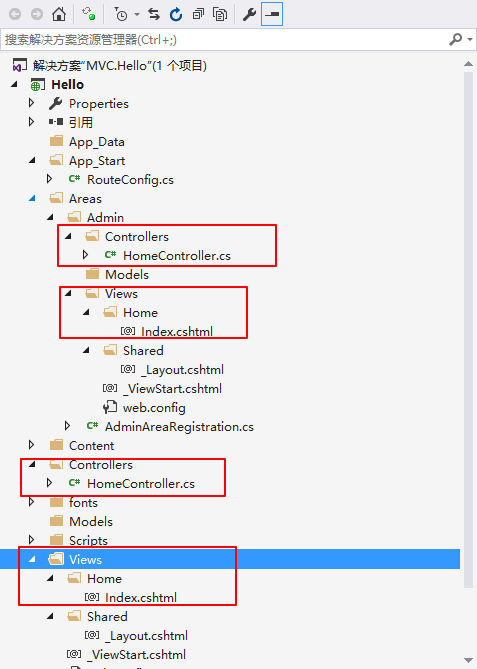 搜索解决方案资源管理器(Ctrl+;)
解决方案"MVC.Hello"(1 个项目)
Hello
Properties
引用
App_Data
App_Start
RouteConfig.cs
Areas
Admin
Controllers
HomeController.cs
Models
Views
Home
Index.cshtml
Shared
_Layout.cshtml
_ViewStart.cshtml
web.config
AdminAreaRegistration.cs
Content
Controllers
HomeController.cs
fonts
Models
Scripts
Views
Home
Index.cshtml
Shared
_Layout.cshtml
_ViewStart.cshtml